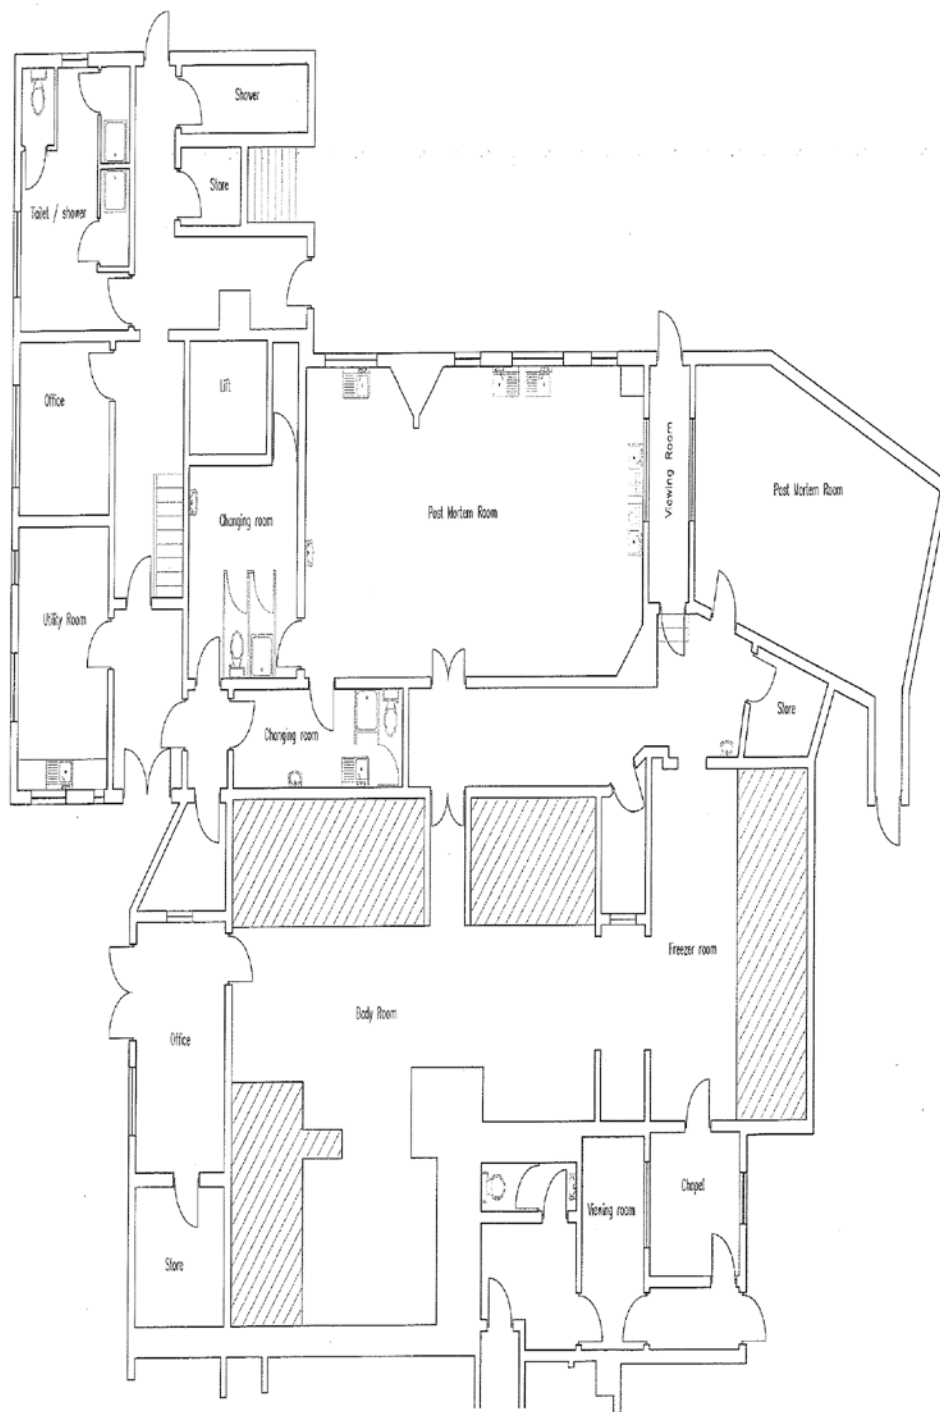 Shower
Store
Toilet / shower
Lift
Office
Viewing Room
Post Mortem Room
Post Mortem Room
Changing room
Utility Room
Store
Changing room
Freezer room
Body Room
Office
Chapel
Viewing room
Store